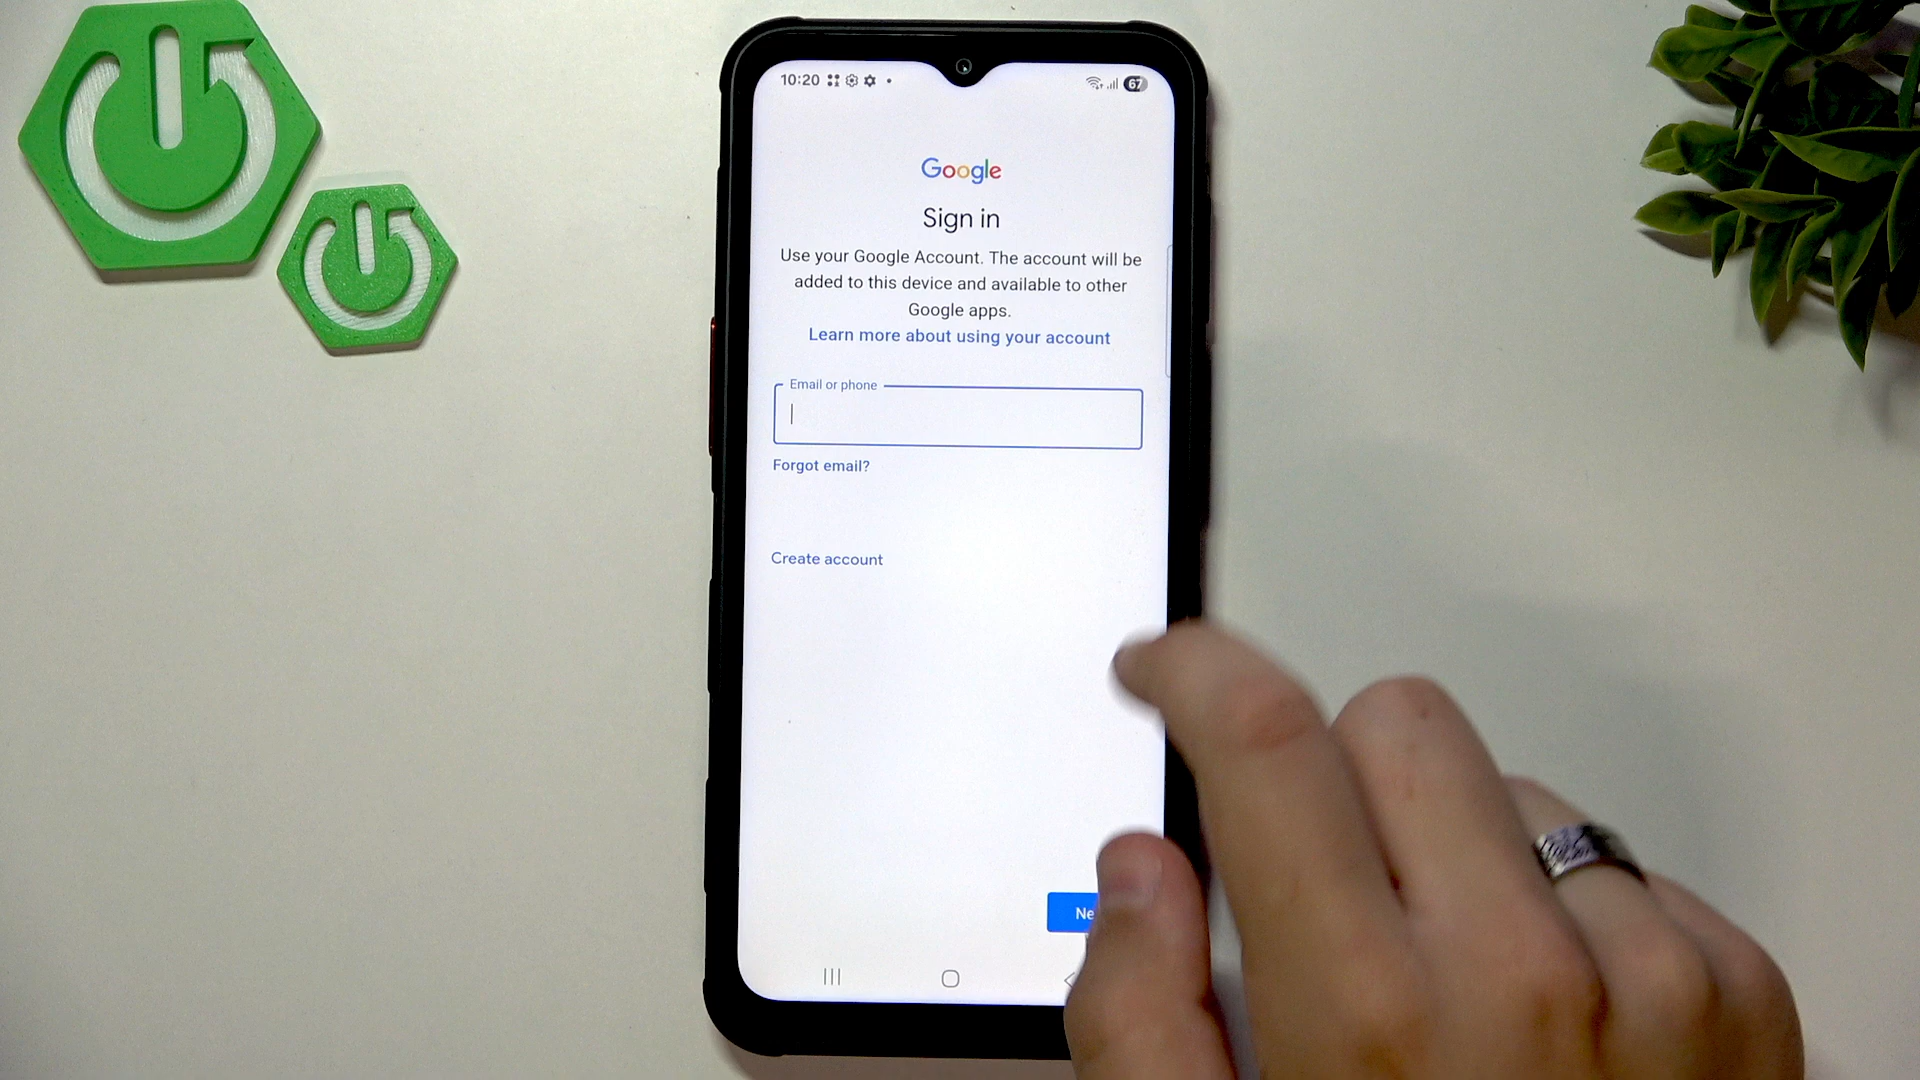 10:20
67
Google
Sign in
Use your Google Account. The account will be
added to this device and available to other
Google apps.
Learn more about using your account
Email or phone
Forgot email?
Create account
Ne